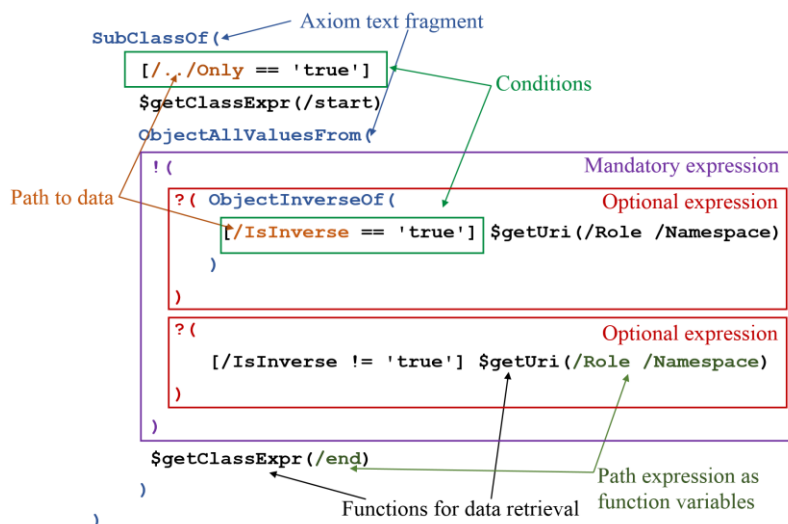 Axiom text fragment
SubClassOf(
[/../Only == 'true']
Conditions
$getClassExpr(/start)
ObjectAllValuesFrom(
!(
Mandatory expression
Path to data
?( ObjectInverseOf(
Optional expression
[/IsInverse == 'true'] $getUri(/Role /Namespace)
)
)
?(
Optional expression
[/IsInverse != 'true'] $getUri(/Role /Namespace)
)
)
$getClassExpr(/end)
Path expression as
function variables
)
Functions for data retrieval
)